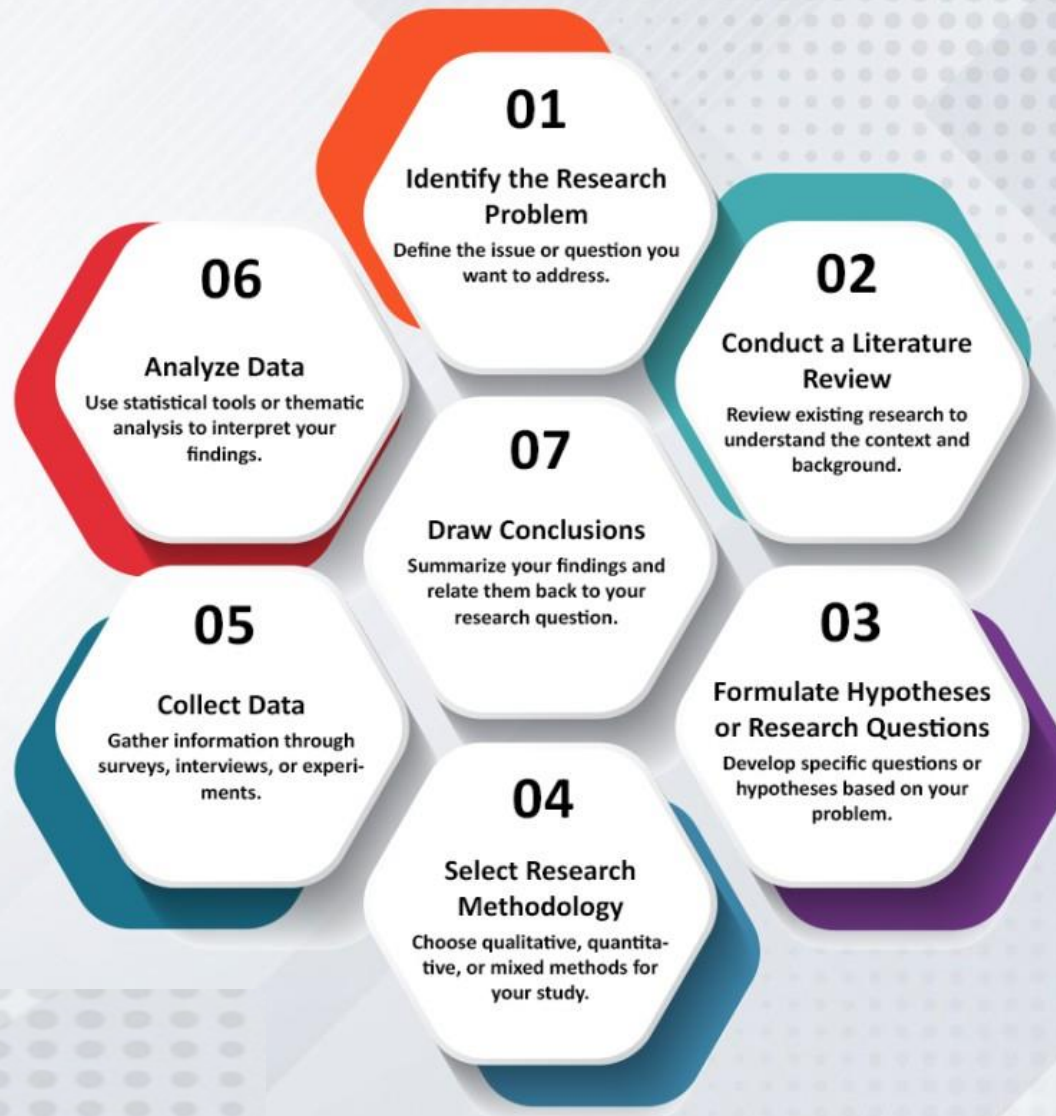 01
Identify the Research
Problem
Define the issue or question you
want to address.
02
Conduct a Literature
Review
Review existing research to
understand the context and
background.
03
Formulate Hypotheses
or Research Questions
Develop specific questions or
hypotheses based on your
problem.
04
Select Research
Methodology
Choose qualitative, quantita-
tive, or mixed methods for
your study.
05
Collect Data
Gather information through
surveys, interviews, or experi-
ments.
06
Analyze Data
Use statistical tools or thematic
analysis to interpret your
findings.
07
Draw Conclusions
Summarize your findings and
relate them back to your
research question.